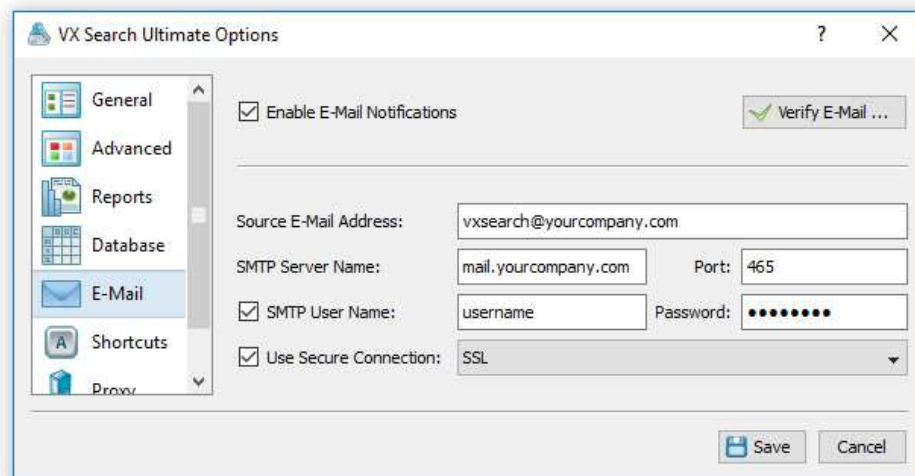 VX Search Ultimate Options ?
General
Advanced
Reports
Database
E-Mail
Shortcuts
Proxy
Enable E-Mail Notifications Verify E-Mail ...
Source E-Mail Address: vxsearch@yourcompany.com
SMTP Server Name: mail.yourcompany.com Port: 465
SMTP User Name: username Password: ●●●●●●●●
Use Secure Connection: SSL
Save Cancel